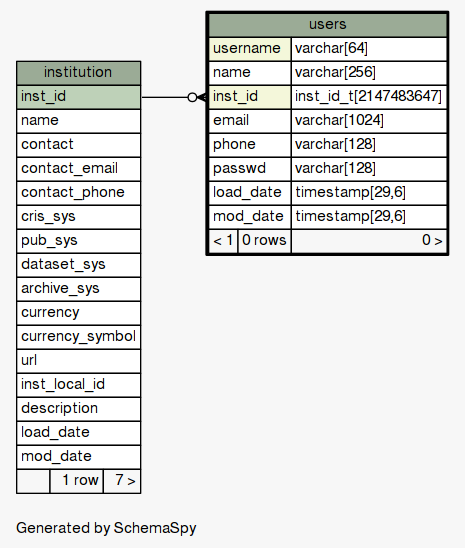 institution
inst_id
name
contact
contact_email
contact_phone
cris_sys
pub_sys
dataset_sys
archive_sys
currency
currency_symbol
url
inst_local_id
description
load_date
mod_date
1 row 7 >
users
username varchar[64]
name varchar[256]
inst_id inst_id_t[2147483647]
email varchar[1024]
phone varchar[128]
passwd varchar[128]
load_date timestamp[29,6]
mod_date timestamp[29,6]
< 1 0 rows 0 >
Generated by SchemaSpy